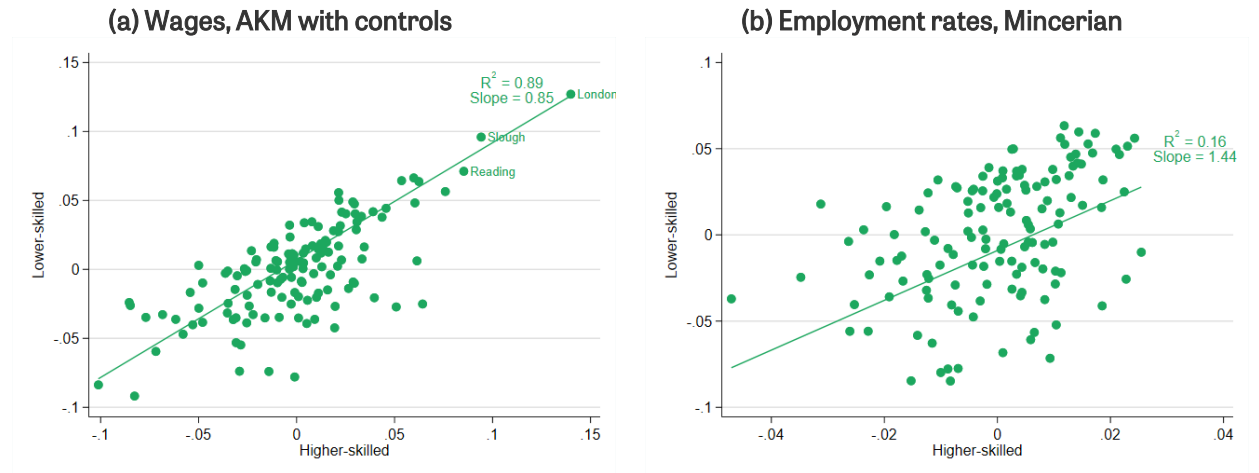 (a) Wages, AKM with controls
(b) Employment rates, Mincerian
.15
.1
.05
0
-.05
-.1
Lower-skilled
R² = 0.89
Slope = 0.85
London
Slough
Reading
-.1 -.05 0 .05 .1 .15
Higher-skilled
.1
.05
0
-.05
-.1
Lower-skilled
R² = 0.16
Slope = 1.44
-.04 -.02 0 .02 .04
Higher-skilled